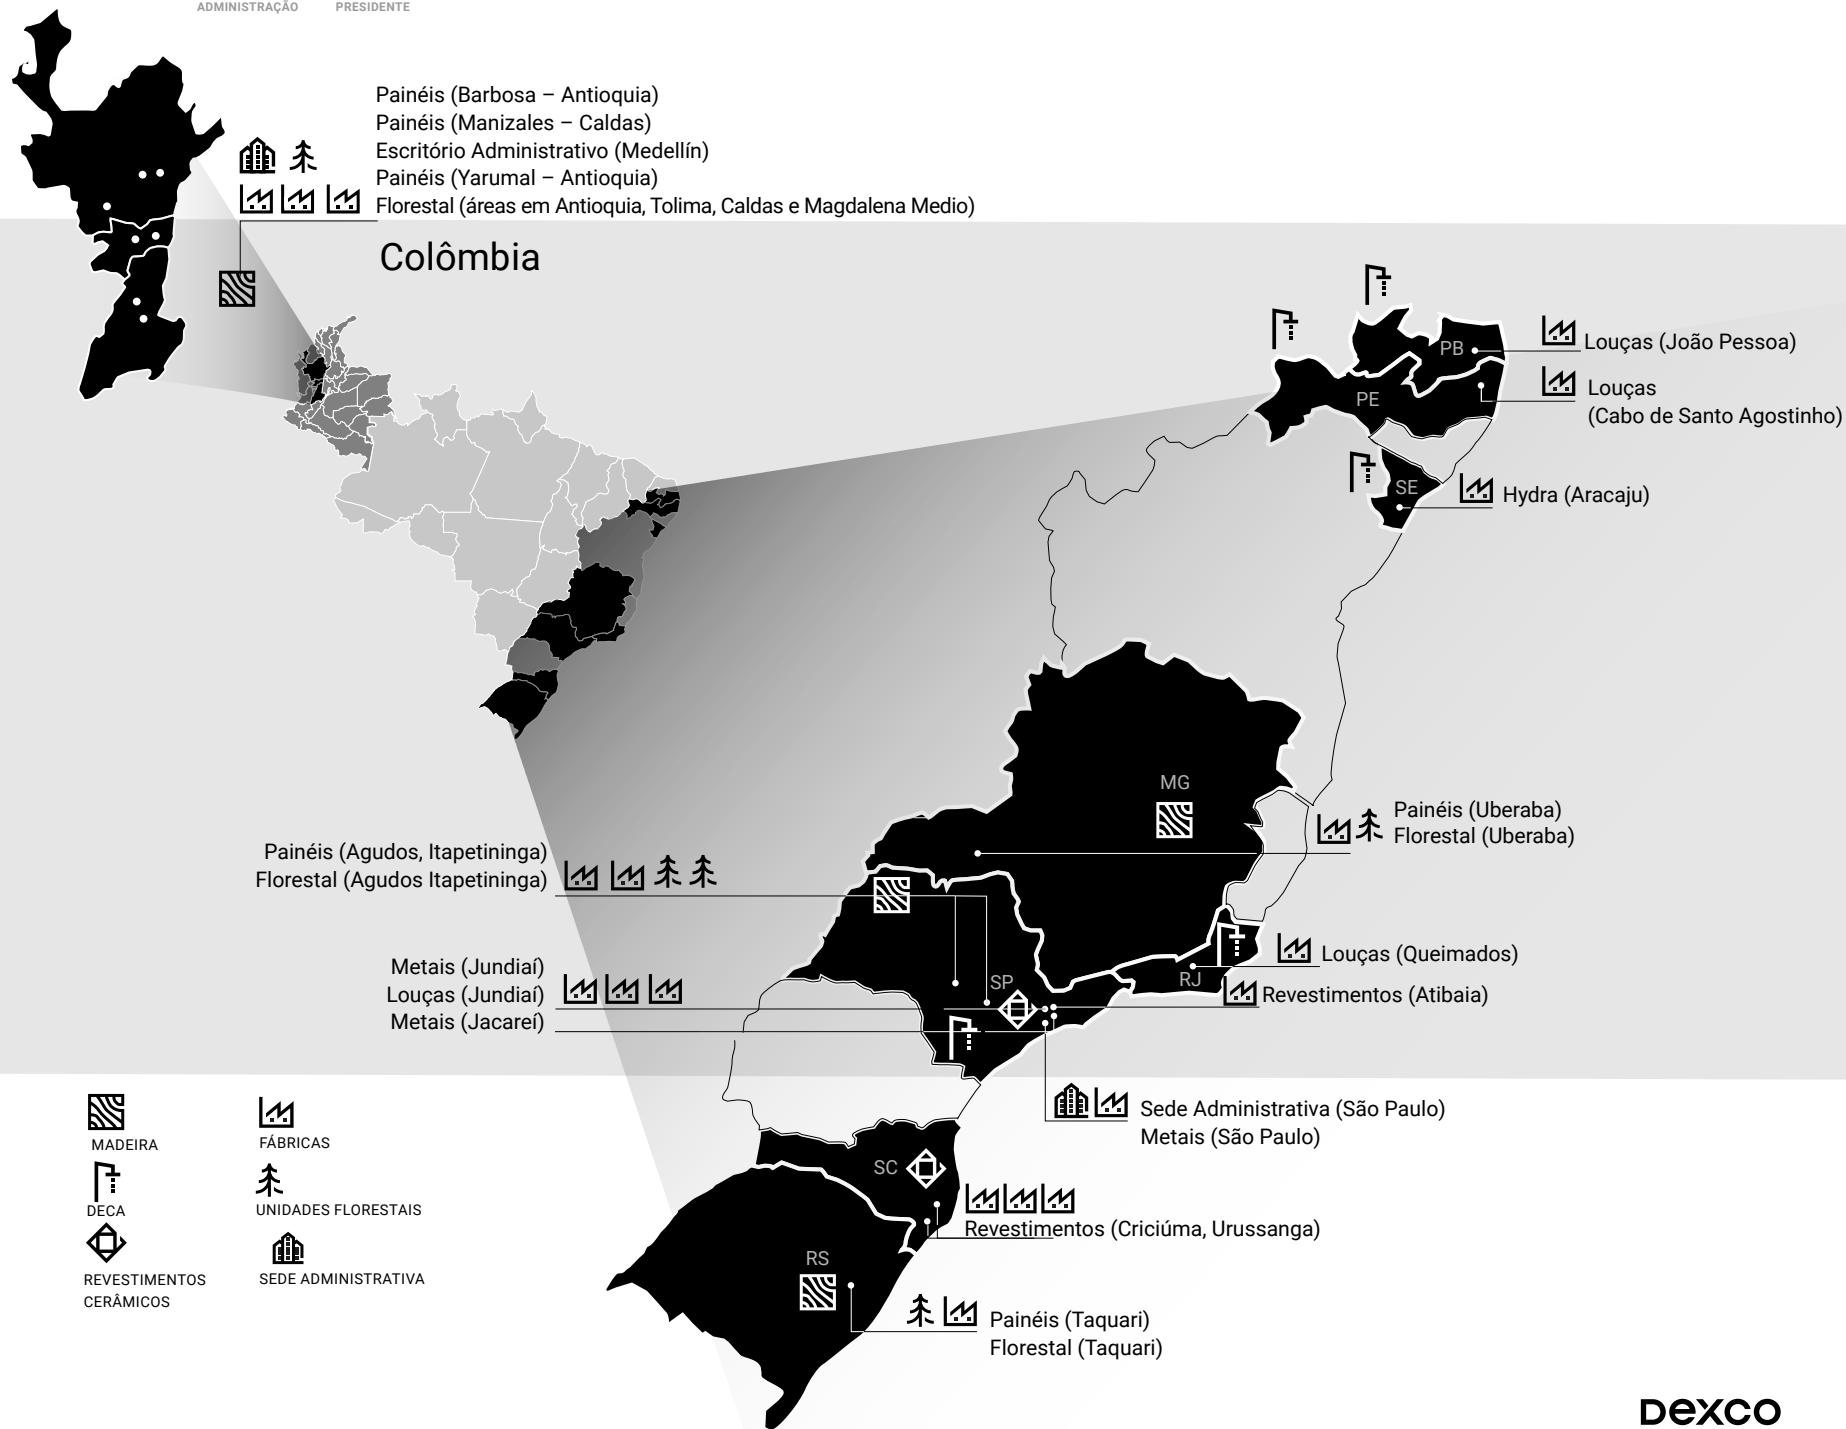 ADMINISTRAÇÃO PRESIDENTE
Painéis (Barbosa – Antioquia)
Painéis (Manizales – Caldas)
Escritório Administrativo (Medellín)
Painéis (Yarumal – Antioquia)
Florestal (áreas em Antioquia, Tolima, Caldas e Magdalena Medio)
Colômbia
PB
Louças (João Pessoa)
PE
Louças
(Cabo de Santo Agostinho)
SE
Hydra (Aracaju)
MG
Painéis (Uberaba)
Florestal (Uberaba)
Painéis (Agudos, Itapetininga)
Florestal (Agudos Itapetininga)
Louças (Queimados)
RJ
Revestimentos (Atibaia)
SP
Metais (Jundiaí)
Louças (Jundiaí)
Metais (Jacareí)
Sede Administrativa (São Paulo)
Metais (São Paulo)
SC
Revestimentos (Criciúma, Urussanga)
RS
Painéis (Taquari)
Florestal (Taquari)
MADEIRA
FÁBRICAS
DECA
UNIDADES FLORESTAIS
REVESTIMENTOS
CERÂMICOS
SEDE ADMINISTRATIVA
Dexco